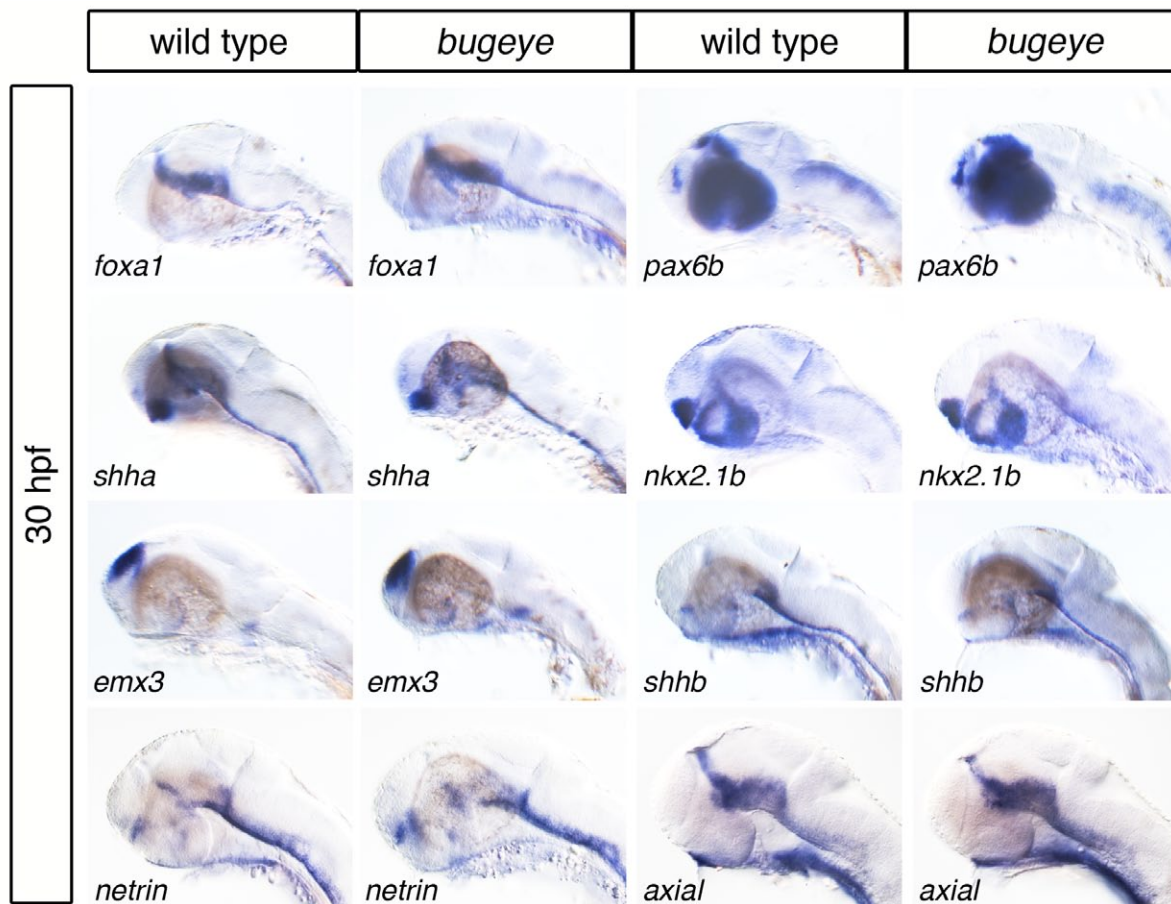 wild type bugeye wild type bugeye
30 hpf
foxa1 foxa1 pax6b pax6b
shha shha nkx2.1b nkx2.1b
emx3 emx3 shhb shhb
netrin netrin axial axial